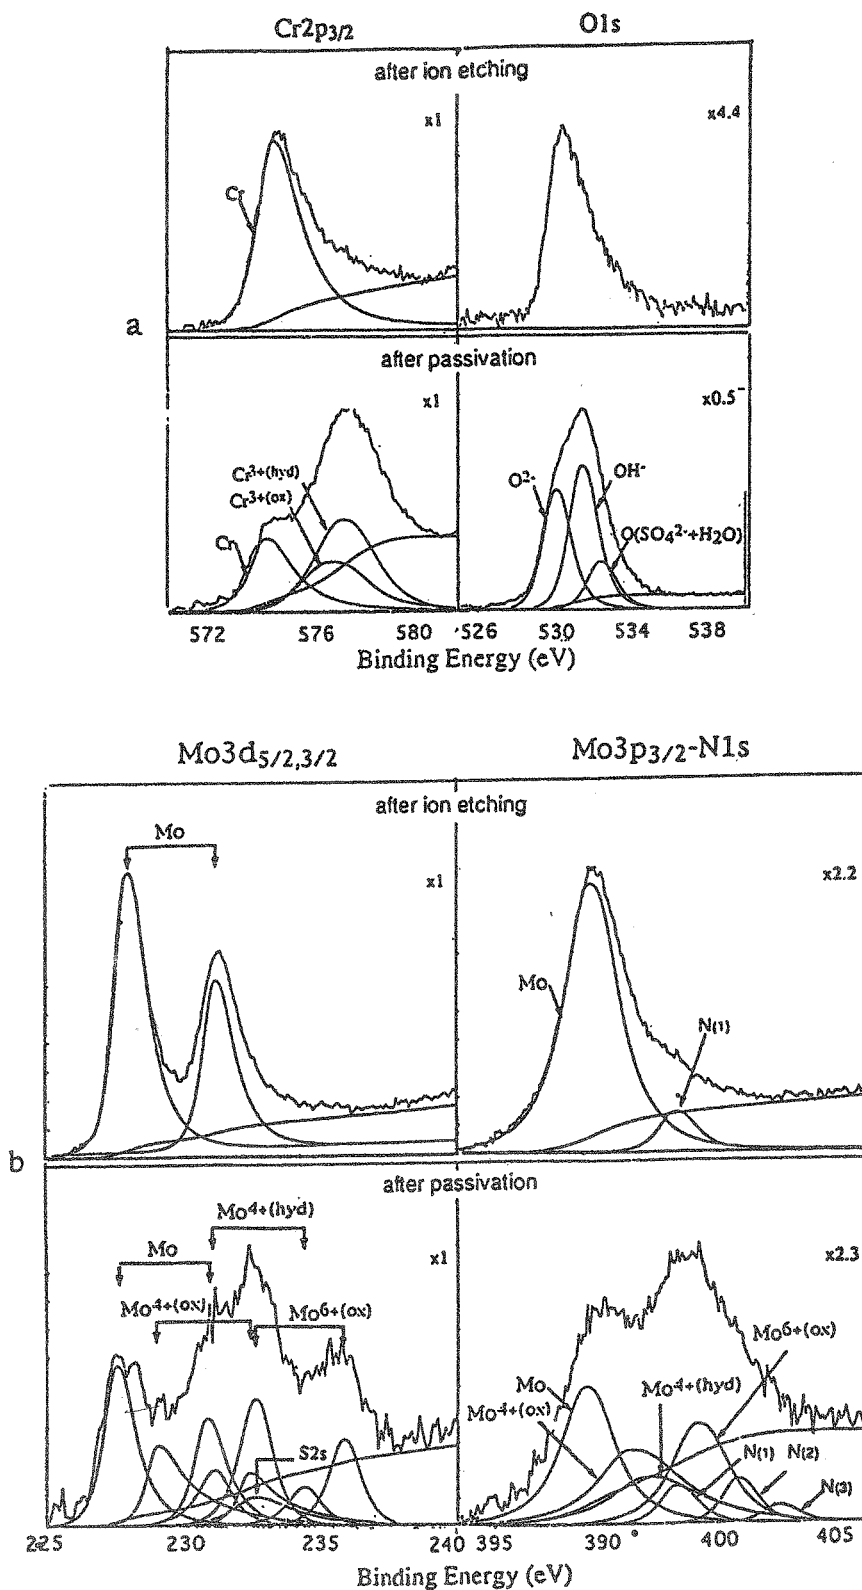 Cr2p3/2 O1s
after ion etching
x1 x4.4
Cr
a
after passivation
x1 x0.5
Cr3+(hyd)
Cr3+(ox)
Cr
O2-
OH-
O(SO42-+H2O)
572 576 580 526 530 534 538
Binding Energy (eV)
Mo3d5/2,3/2 Mo3p3/2-N1s
after ion etching
Mo
x1 x2.2
Mo
N(1)
b
after passivation
Mo4+(hyd)
Mo
x1 x2.3
Mo4+(ox) Mo6+(ox)
Mo6+(ox)
Mo
Mo4+(ox)
Mo4+(hyd)
S2s
N(1) N(2)
N(3)
225 230 235 240 395 390 400 405
Binding Energy (eV)